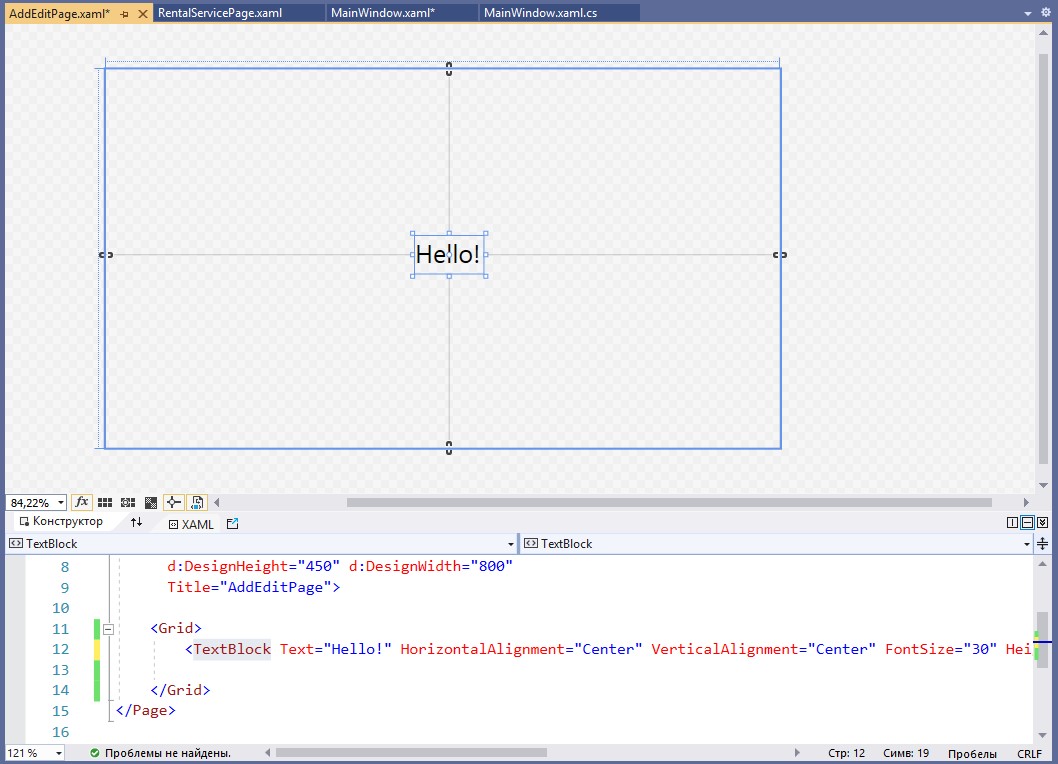 AddEditPage.xaml* RentalServicePage.xaml MainWindow.xaml* MainWindow.xaml.cs
Hello!
84,22% fx
Конструктор XAML
TextBlock TextBlock
8 d:DesignHeight="450" d:DesignWidth="800"
9 Title="AddEditPage">
10
11 <Grid>
12 <TextBlock Text="Hello!" HorizontalAlignment="Center" VerticalAlignment="Center" FontSize="30" Hei
13
14 </Grid>
15 </Page>
16
121 % Проблемы не найдены. Стр: 12 Симв: 19 Пробелы CRLF